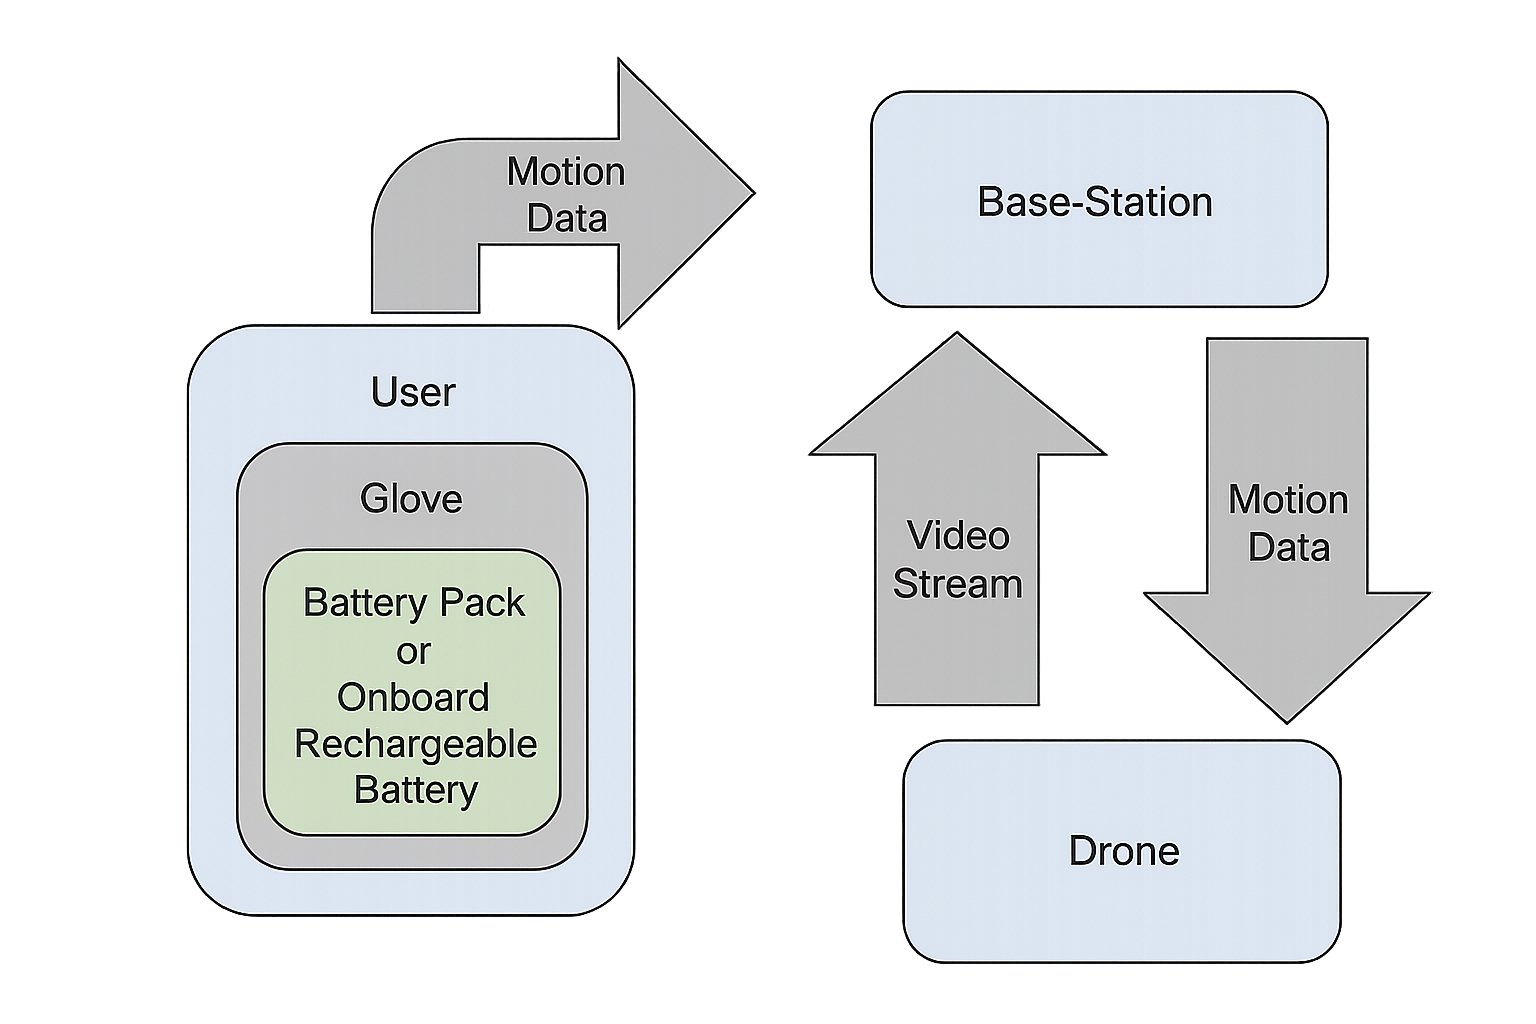 Motion
Data
Base-Station
User
Glove
Battery Pack
or
Onboard
Rechargeable
Battery
Video
Stream
Motion
Data
Drone